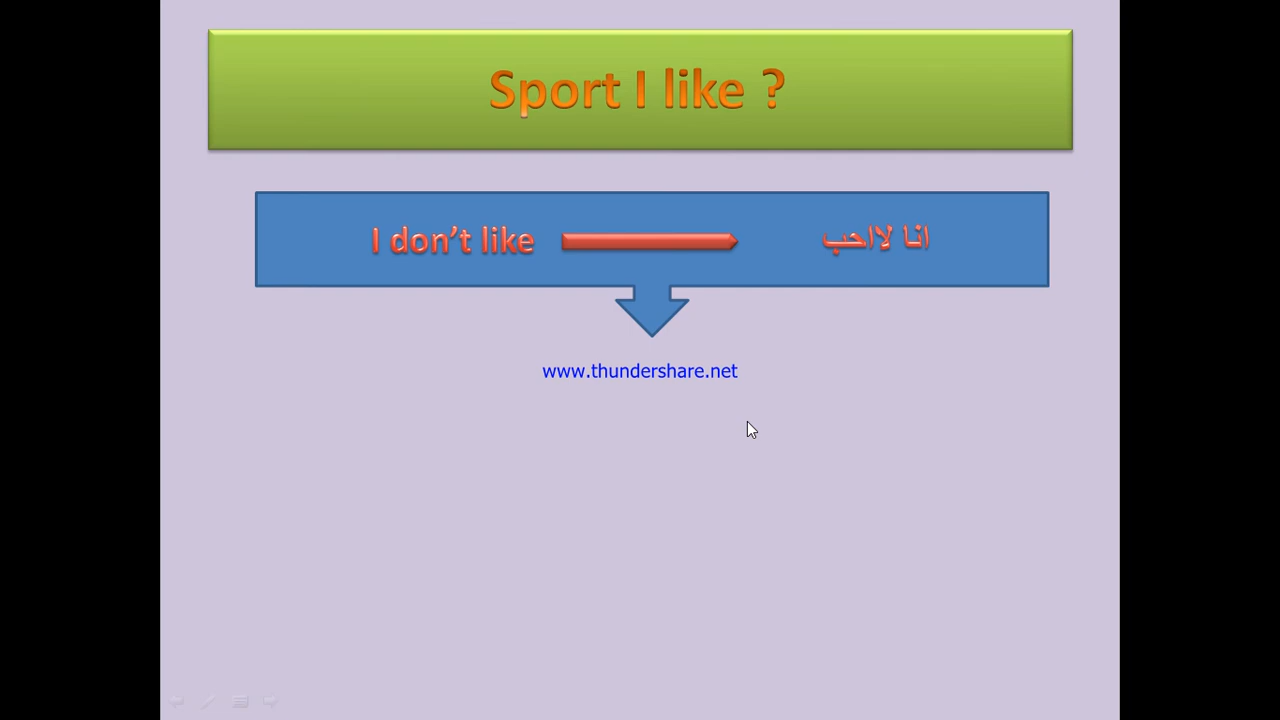 Sport I like ?
I don't like انا لااحب
www.thundershare.net